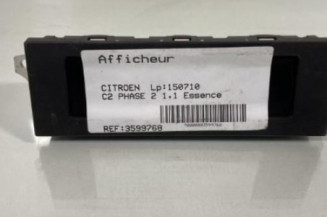 Afficheur
CITROEN Lp:150710
C2 PHASE 2 1.1 Essence
REF:3599768